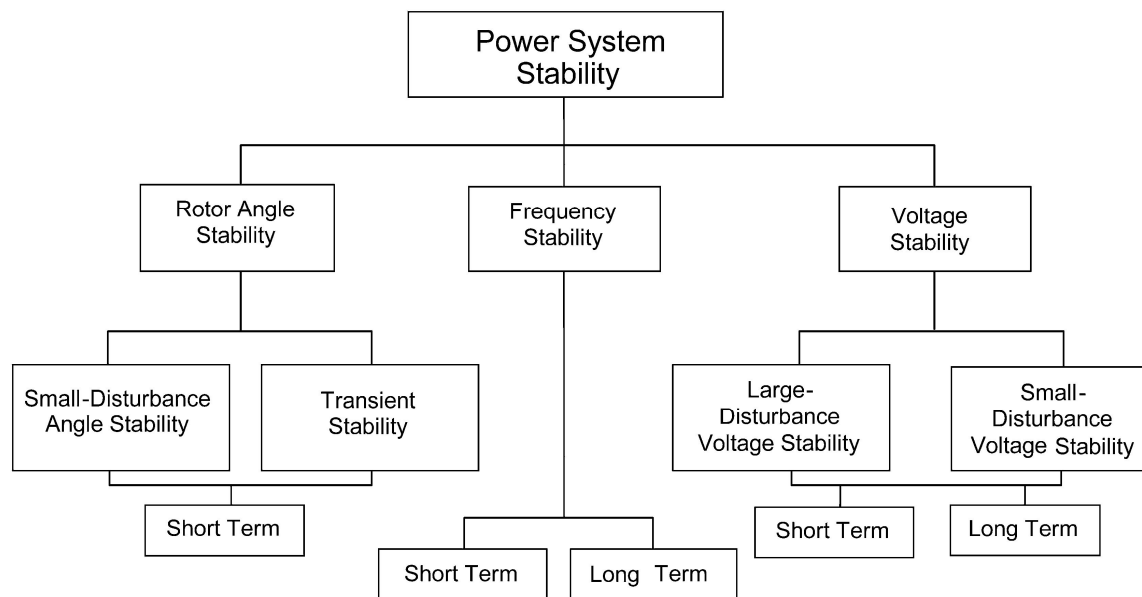 Power System
Stability
Rotor Angle
Stability
Frequency
Stability
Voltage
Stability
Small-Disturbance
Angle Stability
Transient
Stability
Large-
Disturbance
Voltage Stability
Small-
Disturbance
Voltage Stability
Short Term
Short Term
Long Term
Short Term
Long Term